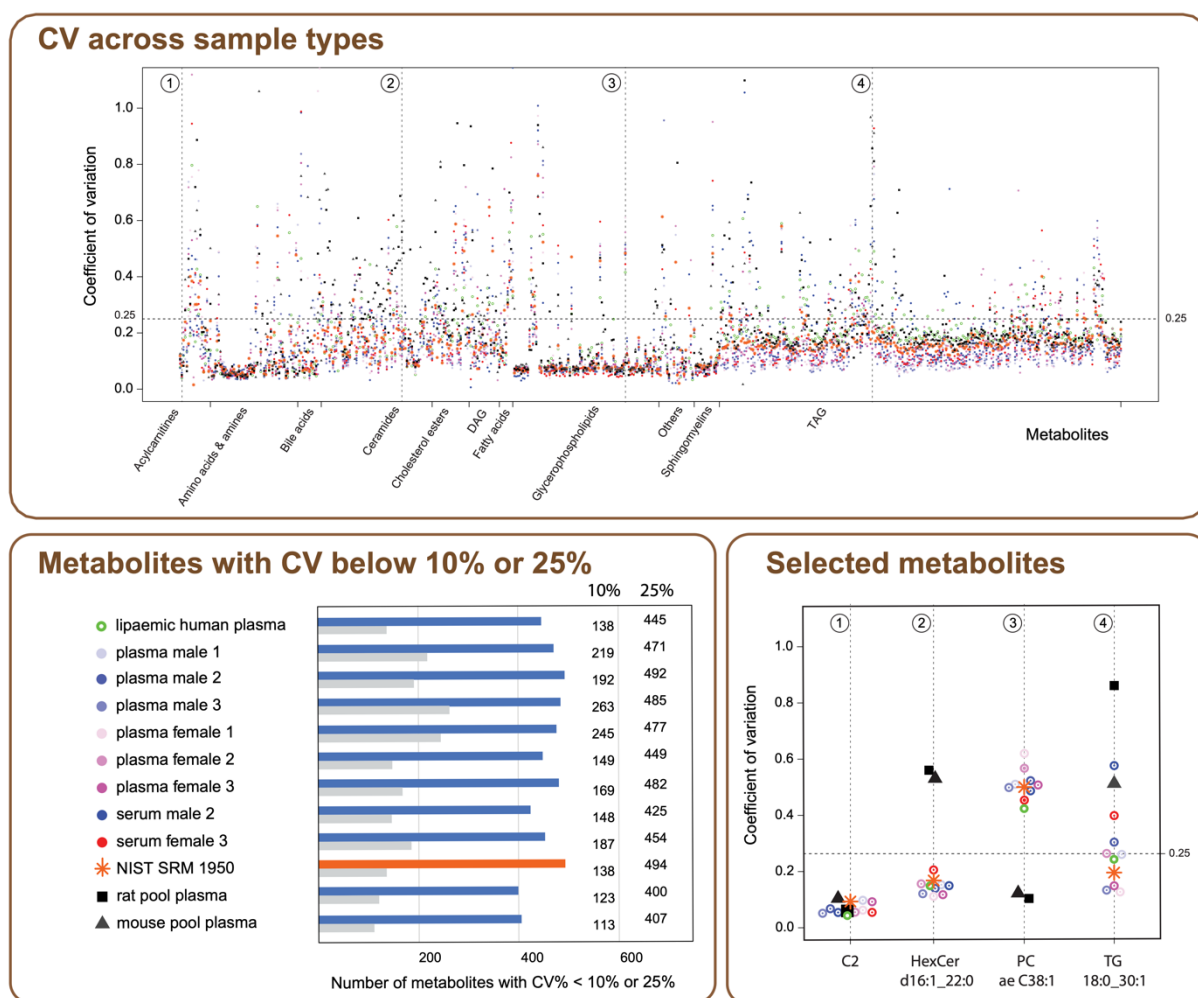 CV across sample types
1
2
3
4
Coefficient of variation
1.0
0.8
0.6
0.4
0.25
0.2
0.0
0.25
Acylcarnitines
Amino acids & amines
Bile acids
Ceramides
Cholesterol esters
DAG
Fatty acids
Glycerophospholipids
Others
Sphingomyelins
TAG
Metabolites
Metabolites with CV below 10% or 25%
10% 25%
lipaemic human plasma 138 445
plasma male 1 219 471
plasma male 2 192 492
plasma male 3 263 485
plasma female 1 245 477
plasma female 2 149 449
plasma female 3 169 482
serum male 2 148 425
serum female 3 187 454
NIST SRM 1950 138 494
rat pool plasma 123 400
mouse pool plasma 113 407
200 400 600
Number of metabolites with CV% < 10% or 25%
Selected metabolites
1 2 3 4
Coefficient of variation
1.0
0.8
0.6
0.4
0.2
0.0
0.25
C2 HexCer PC TG
d16:1_22:0 ae C38:1 18:0_30:1